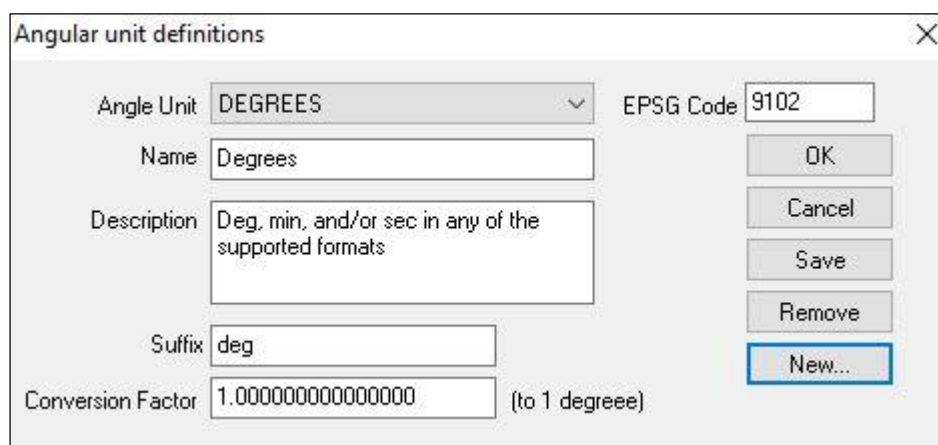 Angular unit definitions
Angle Unit DEGREES EPSG Code 9102
Name Degrees OK
Description Deg, min, and/or sec in any of the
supported formats
Cancel
Save
Remove
Suffix deg New...
Conversion Factor 1.000000000000000 (to 1 degreee)